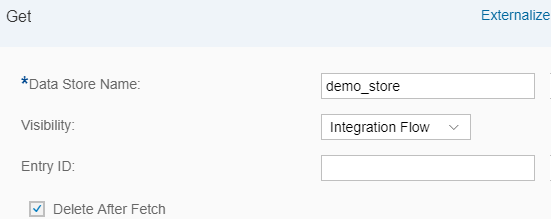 Get Externalize
*Data Store Name: demo_store
Visibility: Integration Flow
Entry ID:
Delete After Fetch